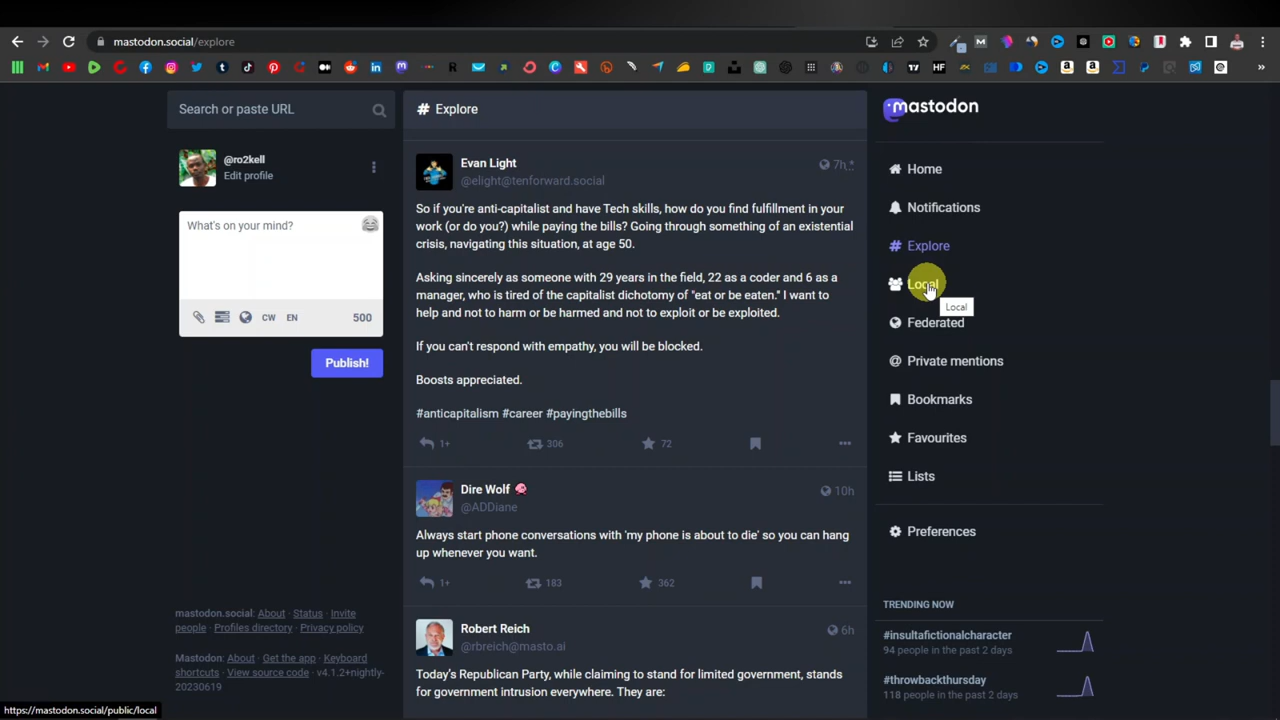 mastodon.social/explore
Search or paste URL
@ro2kell
Edit profile
What's on your mind?
CW
EN
500
Publish!
mastodon.social: About · Status · Invite
people · Profiles directory · Privacy policy
Mastodon: About · Get the app · Keyboard
shortcuts · View source code · v4.1.2+nightly-
20230619
# Explore
Evan Light
7h *
@elight@tenforward.social
So if you're anti-capitalist and have Tech skills, how do you find fulfillment in your
work (or do you?) while paying the bills? Going through something of an existential
crisis, navigating this situation, at age 50.
Asking sincerely as someone with 29 years in the field, 22 as a coder and 6 as a
manager, who is tired of the capitalist dichotomy of "eat or be eaten." I want to
help and not to harm or be harmed and not to exploit or be exploited.
If you can't respond with empathy, you will be blocked.
Boosts appreciated.
#anticapitalism #career #payingthebills
1+ 306 72
Dire Wolf
10h
@ADDiane
Always start phone conversations with 'my phone is about to die' so you can hang
up whenever you want.
1+ 183 362
Robert Reich
6h
@rbreich@masto.ai
Today's Republican Party, while claiming to stand for limited government, stands
for government intrusion everywhere. They are:
mastodon
Home
Notifications
# Explore
Local
Local
Federated
@ Private mentions
Bookmarks
Favourites
Lists
Preferences
TRENDING NOW
#insultafictionalcharacter
94 people in the past 2 days
#throwbackthursday
118 people in the past 2 days
https://mastodon.social/public/local